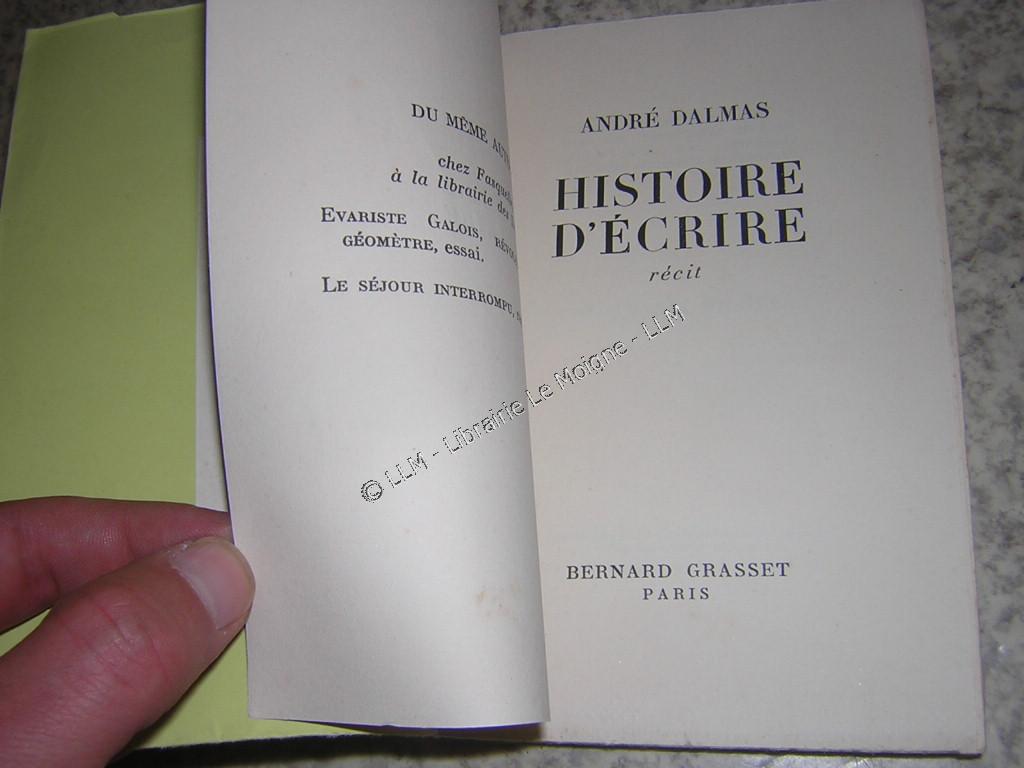 DU MÊME
chez
à la librairie des
EVARISTE GALOIS,
GÉOMÈTRE, essai.
LE SÉJOUR INTERROMPU,
ANDRÉ DALMAS
HISTOIRE
D'ÉCRIRE
récit
BERNARD GRASSET
PARIS
© LLM - Librairie Le Moigne - LLM